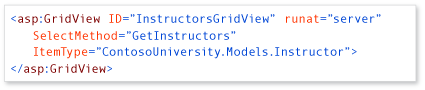 <asp:GridView ID="InstructorsGridView" runat="server"
SelectMethod="GetInstructors"
ItemType="ContosoUniversity.Models.Instructor">
</asp:GridView>